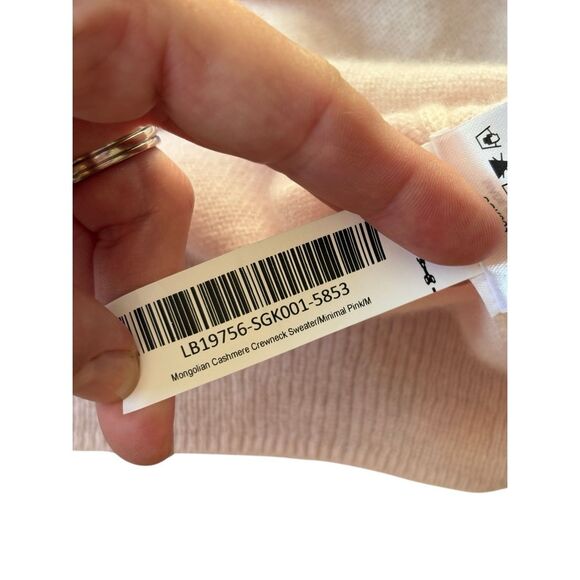 LB19756-SGK001-5853
Mongolian Cashmere Crewneck Sweater/Minimal Pink/M